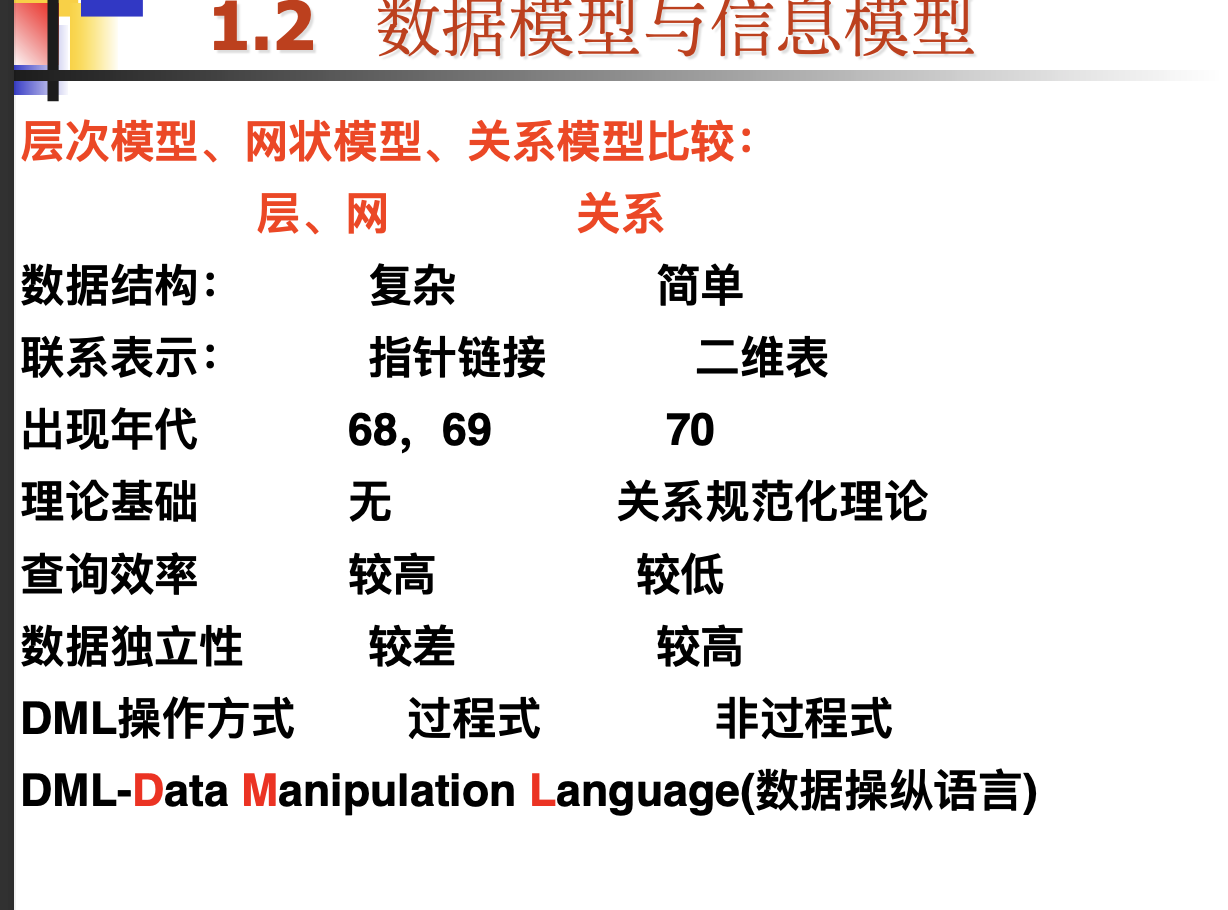 1.2 数据模型与信息模型
层次模型、网状模型、关系模型比较：
层、网 关系
数据结构： 复杂 简单
联系表示： 指针链接 二维表
出现年代 68，69 70
理论基础 无 关系规范化理论
查询效率 较高 较低
数据独立性 较差 较高
DML操作方式 过程式 非过程式
DML-Data Manipulation Language(数据操纵语言)